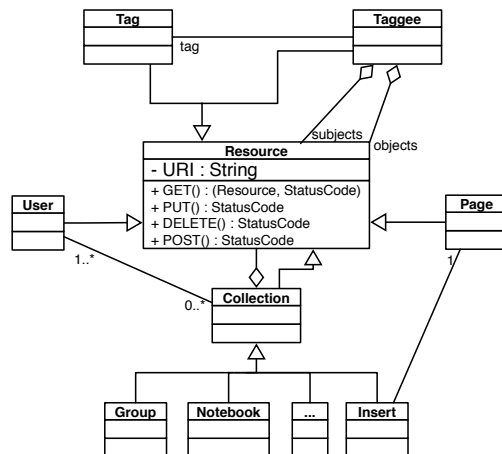 Tag
Taggee
tag
subjects
objects
Resource
- URI : String
+ GET() : (Resource, StatusCode)
+ PUT() : StatusCode
+ DELETE() : StatusCode
+ POST() : StatusCode
User
Page
1..*
1
0..*
Collection
Group
Notebook
...
Insert